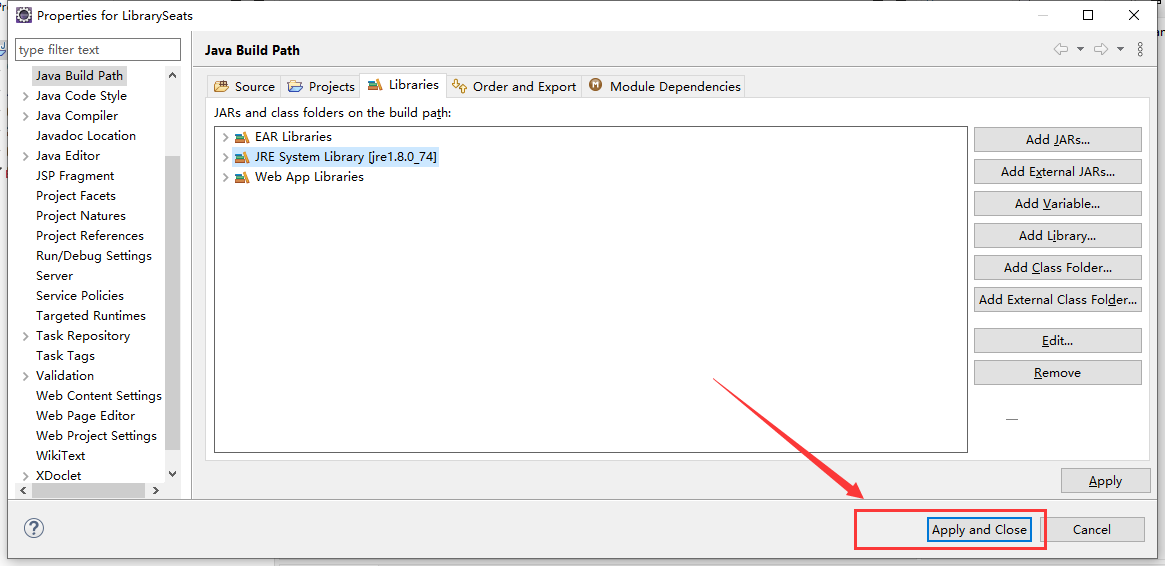 Properties for LibrarySeats
type filter text
Java Build Path
Java Code Style
Java Compiler
Javadoc Location
Java Editor
JSP Fragment
Project Facets
Project Natures
Project References
Run/Debug Settings
Server
Service Policies
Targeted Runtimes
Task Repository
Task Tags
Validation
Web Content Settings
Web Page Editor
Web Project Settings
WikiText
XDoclet
Java Build Path
Source Projects Libraries Order and Export Module Dependencies
JARs and class folders on the build path:
EAR Libraries
JRE System Library [jre1.8.0_74]
Web App Libraries
Add JARs...
Add External JARs...
Add Variable...
Add Library...
Add Class Folder...
Add External Class Folder...
Edit...
Remove
Apply
Apply and Close Cancel